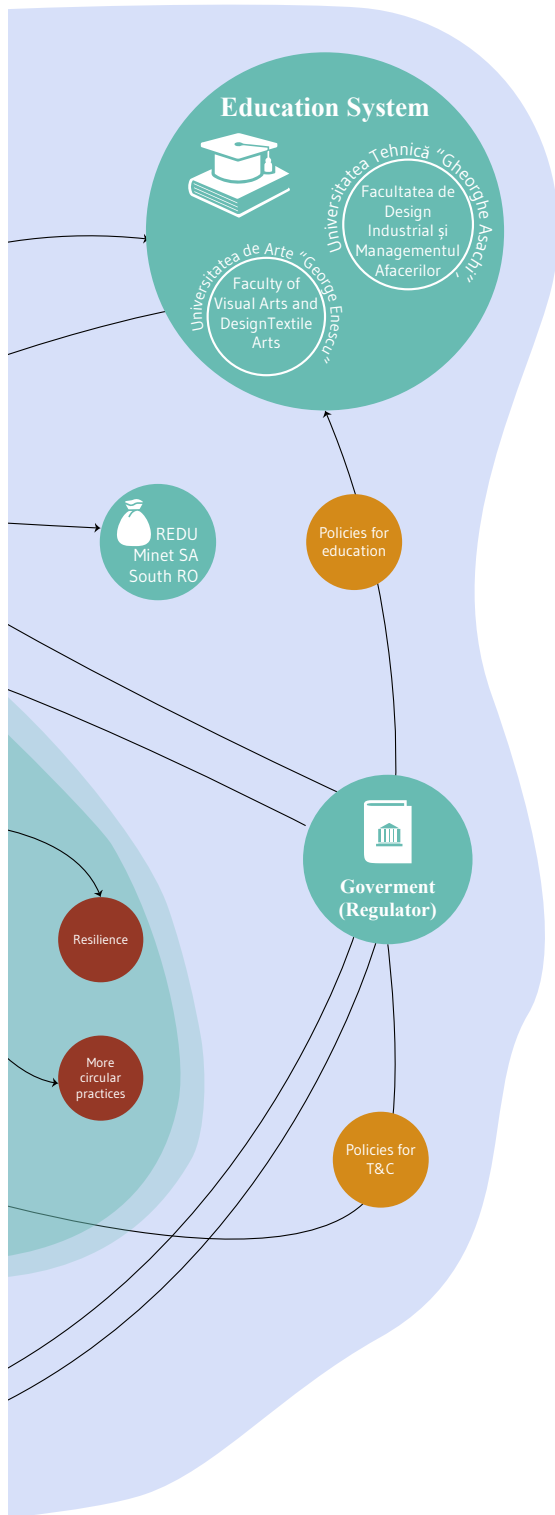 Education System
Universitatea Tehnică “Gheorghe Asachi”
Facultatea de
Design
Industrial și
Managementul
Afacerilor
Universitatea de Arte “George Enescu”
Faculty of
Visual Arts and
DesignTextile
Arts
REDU
Minet SA
South RO
Policies for
education
Goverment
(Regulator)
Resilience
More
circular
practices
Policies for
T&C